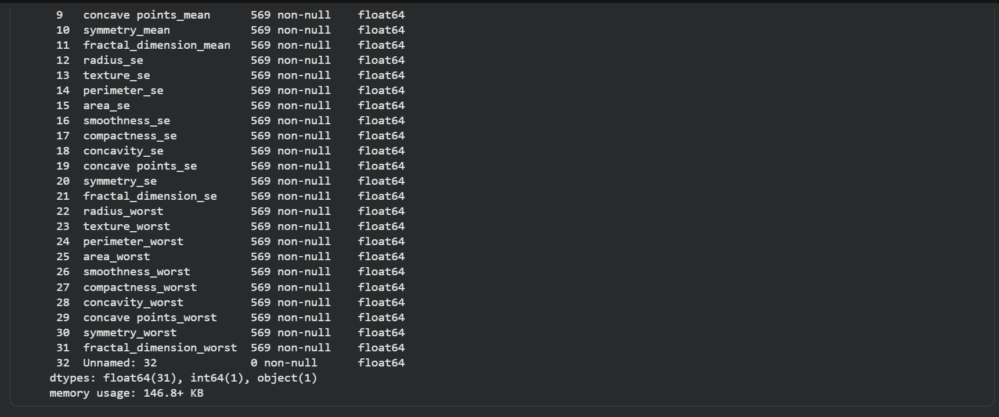 9 concave points_mean 569 non-null float64
10 symmetry_mean 569 non-null float64
11 fractal_dimension_mean 569 non-null float64
12 radius_se 569 non-null float64
13 texture_se 569 non-null float64
14 perimeter_se 569 non-null float64
15 area_se 569 non-null float64
16 smoothness_se 569 non-null float64
17 compactness_se 569 non-null float64
18 concavity_se 569 non-null float64
19 concave points_se 569 non-null float64
20 symmetry_se 569 non-null float64
21 fractal_dimension_se 569 non-null float64
22 radius_worst 569 non-null float64
23 texture_worst 569 non-null float64
24 perimeter_worst 569 non-null float64
25 area_worst 569 non-null float64
26 smoothness_worst 569 non-null float64
27 compactness_worst 569 non-null float64
28 concavity_worst 569 non-null float64
29 concave points_worst 569 non-null float64
30 symmetry_worst 569 non-null float64
31 fractal_dimension_worst 569 non-null float64
32 Unnamed: 32 0 non-null float64
dtypes: float64(31), int64(1), object(1)
memory usage: 146.8+ KB